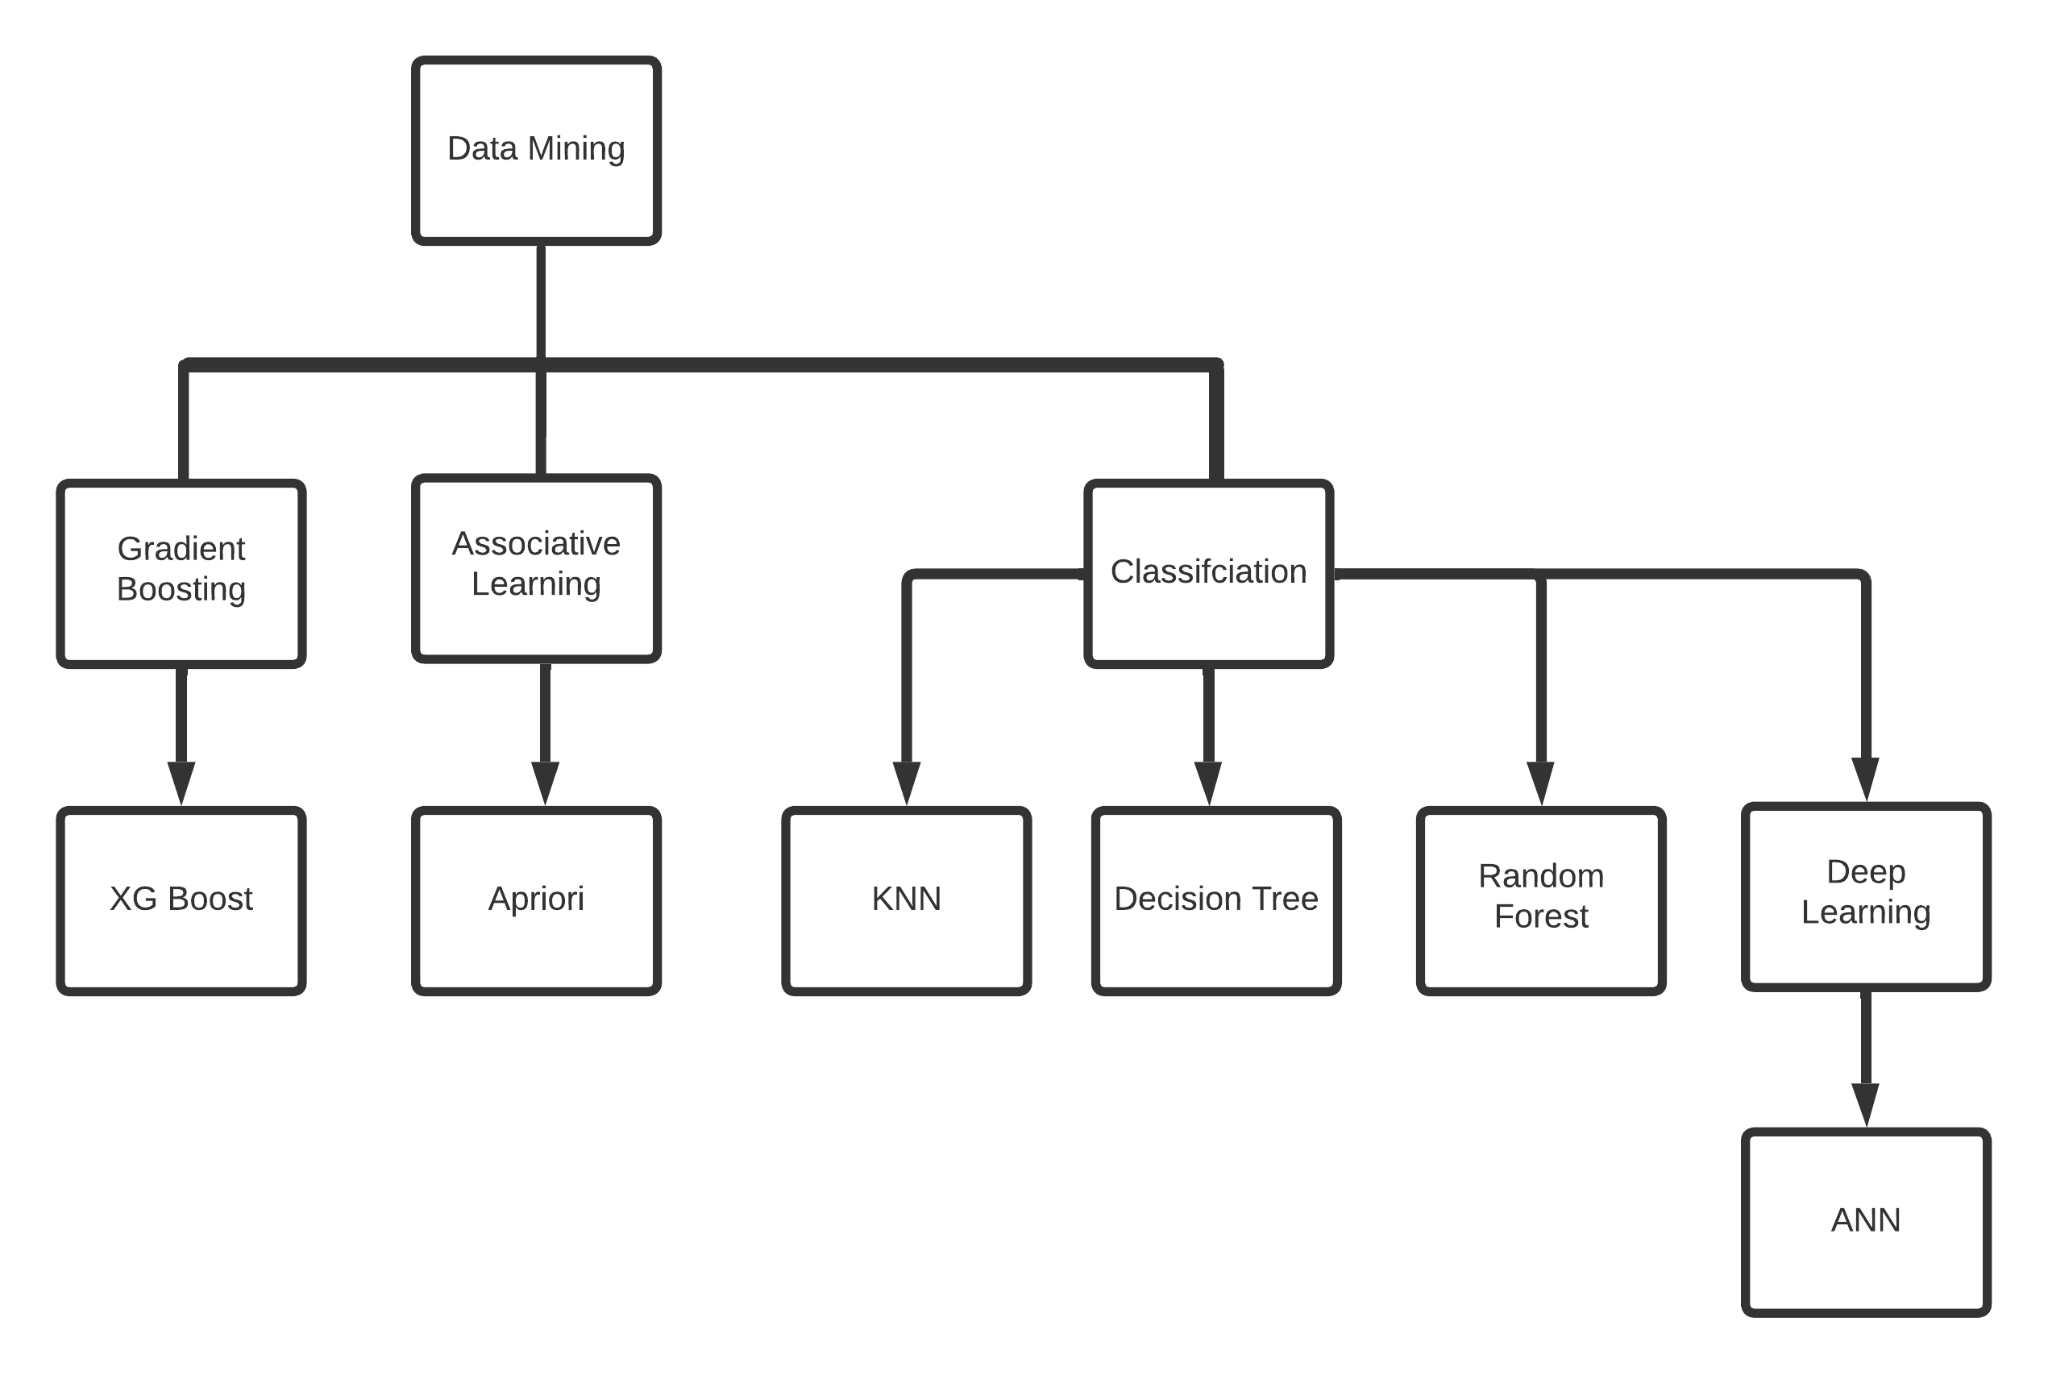 Data Mining
Gradient
Boosting
Associative
Learning
Classifciation
XG Boost
Apriori
KNN
Decision Tree
Random
Forest
Deep
Learning
ANN